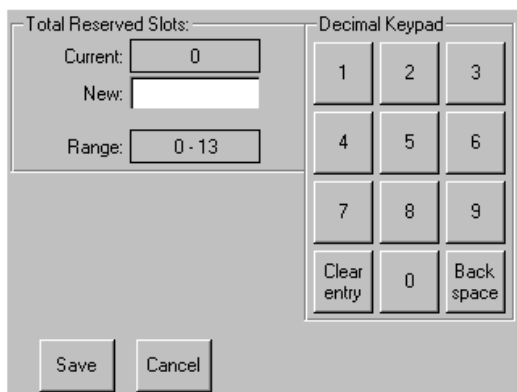 Total Reserved Slots:
Current: 0
New:
Range: 0 - 13
Decimal Keypad
1 2 3
4 5 6
7 8 9
Clear entry 0 Back space
Save Cancel